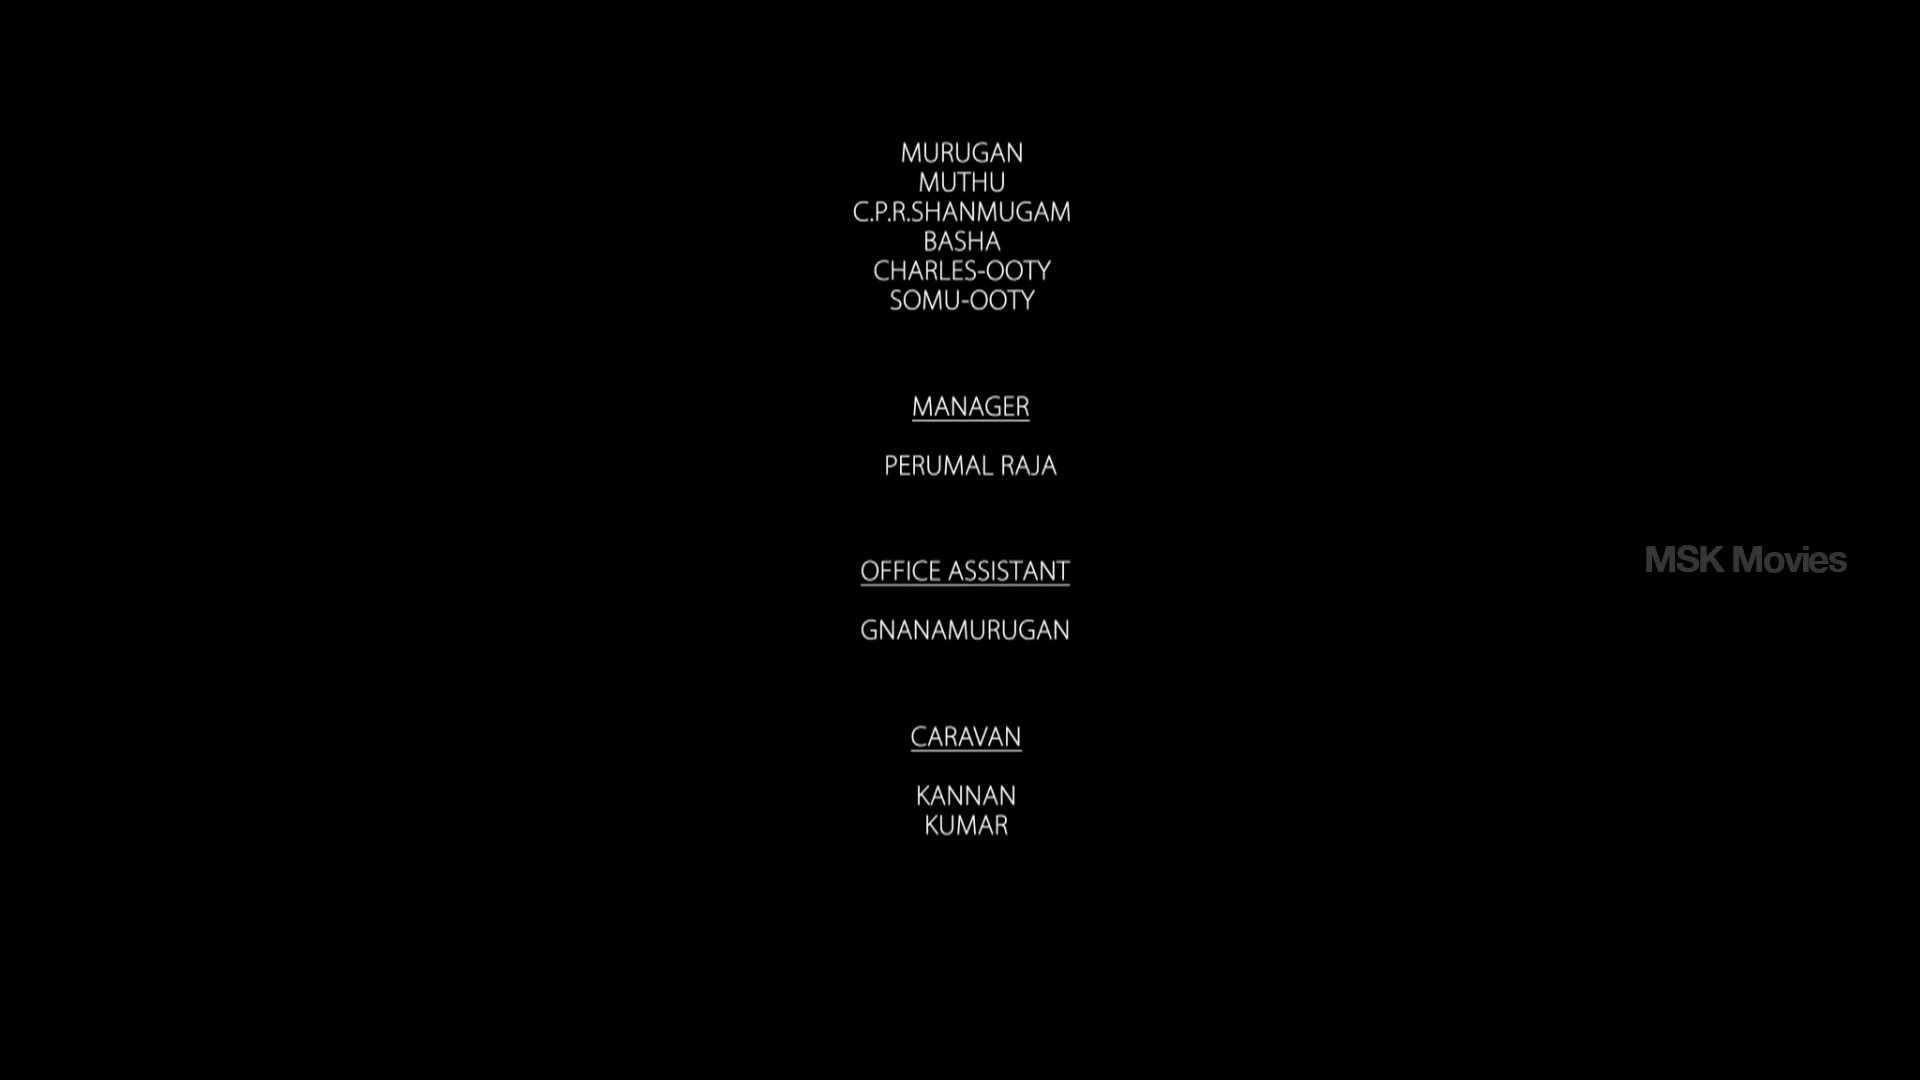 MURUGAN
MUTHU
C.P.R.SHANMUGAM
BASHA
CHARLES-OOTY
SOMU-OOTY
MANAGER
PERUMAL RAJA
MSK Movies
OFFICE ASSISTANT
GNANAMURUGAN
CARAVAN
KANNAN
KUMAR